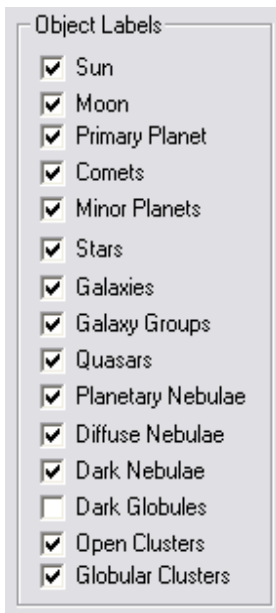 Object Labels
Sun
Moon
Primary Planet
Comets
Minor Planets
Stars
Galaxies
Galaxy Groups
Quasars
Planetary Nebulae
Diffuse Nebulae
Dark Nebulae
Dark Globules
Open Clusters
Globular Clusters